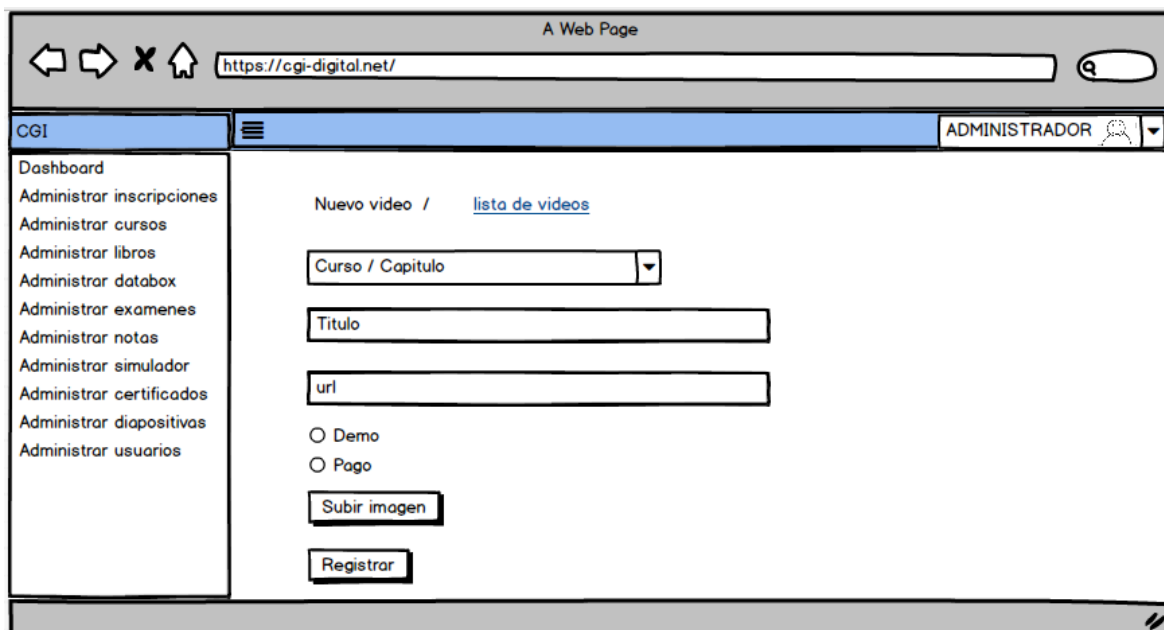 A Web Page
https://cgi-digital.net/
CGI
ADMINISTRADOR
Dashboard
Administrar inscripciones
Administrar cursos
Administrar libros
Administrar databox
Administrar examenes
Administrar notas
Administrar simulador
Administrar certificados
Administrar diapositivas
Administrar usuarios
Nuevo video / lista de videos
Curso / Capitulo
Titulo
url
Demo
Pago
Subir imagen
Registrar